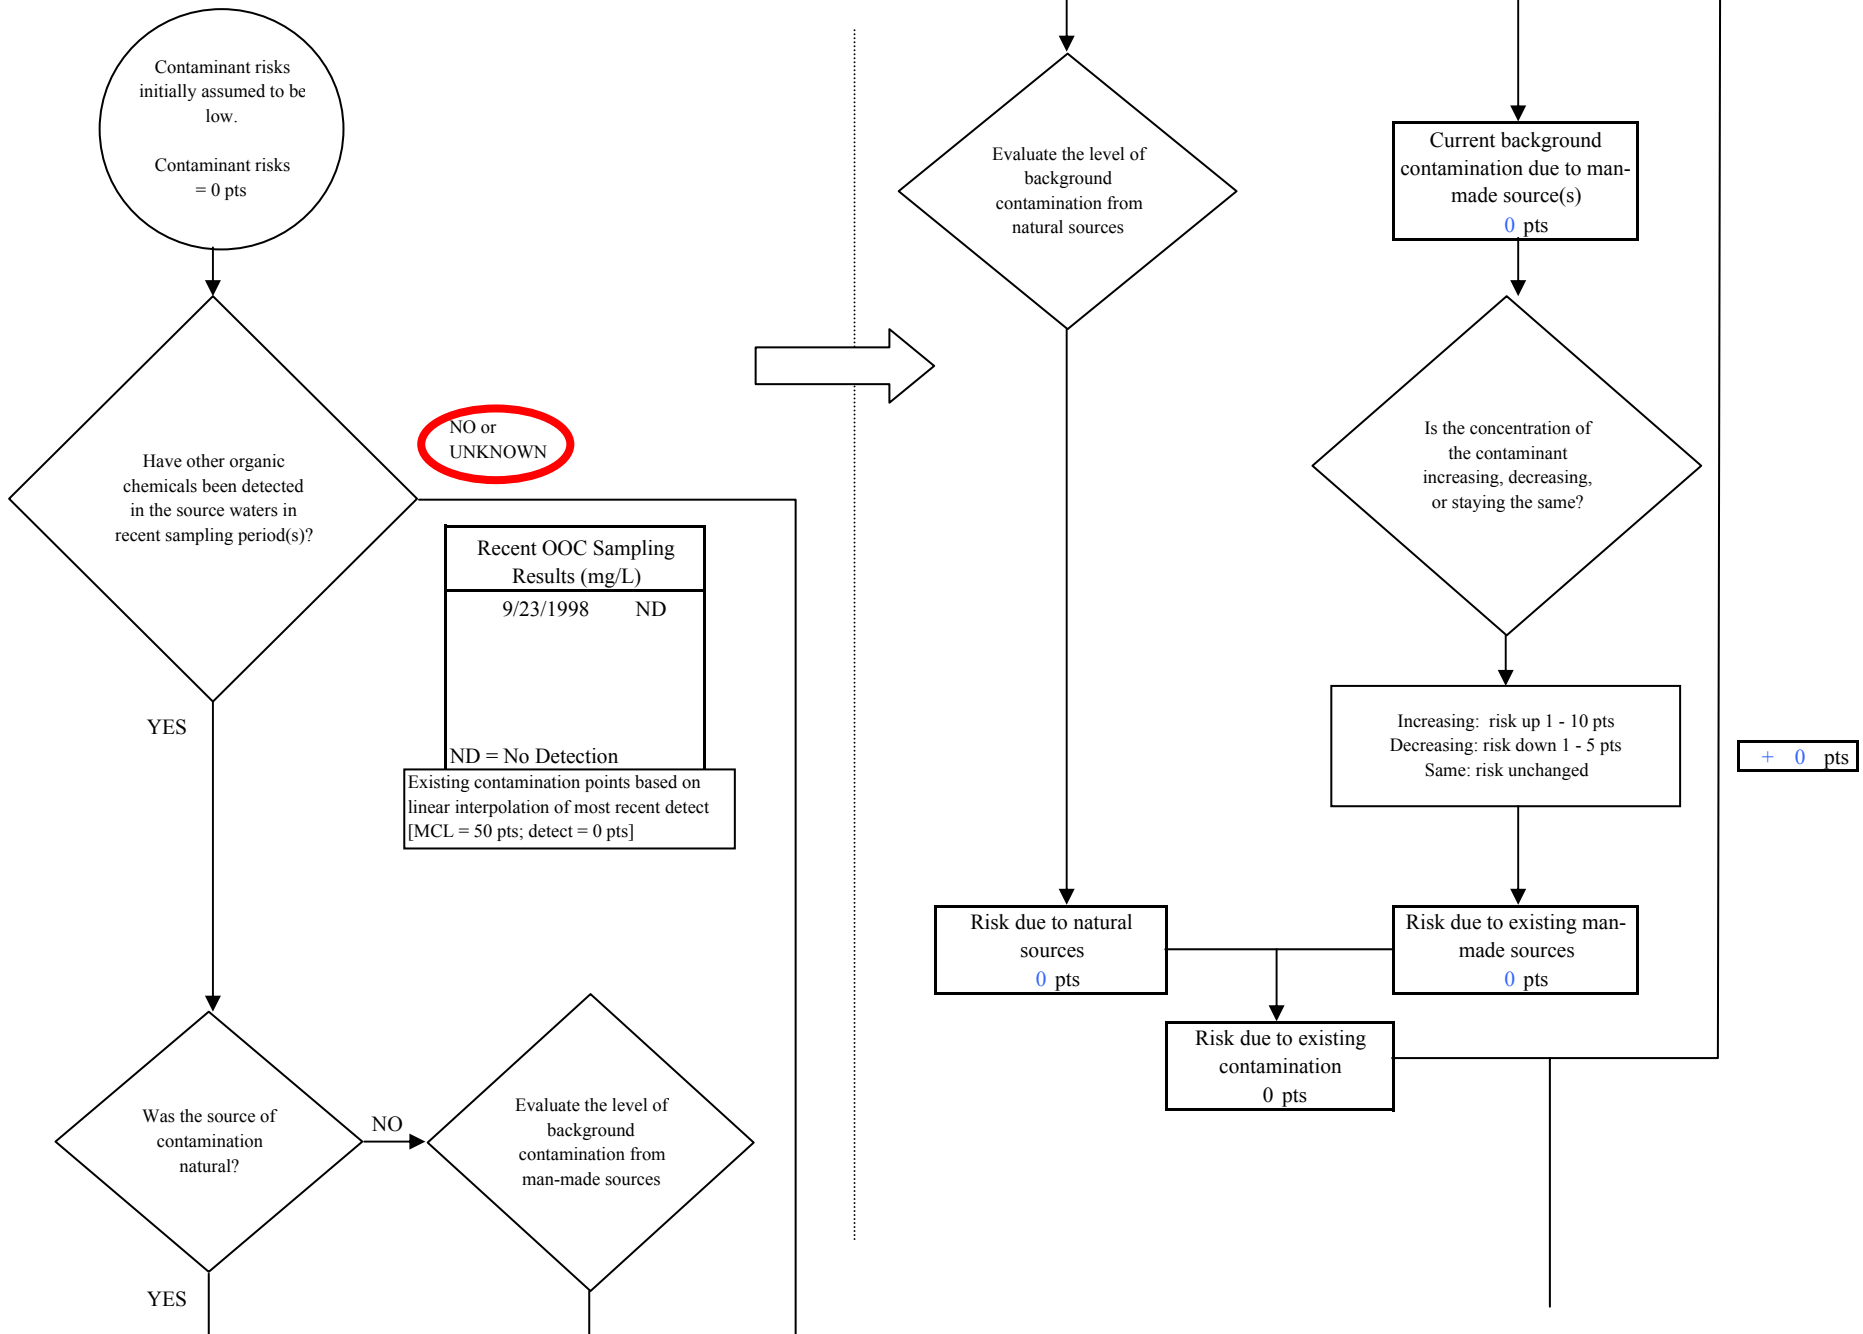 Contaminant risks
initially assumed to be
low.
Contaminant risks
= 0 pts
Have other organic
chemicals been detected
in the source waters in
recent sampling period(s)?
NO or
UNKNOWN
Recent OOC Sampling
Results (mg/L)
9/23/1998 ND
ND = No Detection
Existing contamination points based on
linear interpolation of most recent detect
[MCL = 50 pts; detect = 0 pts]
YES
Was the source of
contamination
natural?
NO
Evaluate the level of
background
contamination from
man-made sources
YES
Evaluate the level of
background
contamination from
natural sources
Current background
contamination due to man-
made source(s)
0 pts
Is the concentration of
the contaminant
increasing, decreasing,
or staying the same?
Increasing: risk up 1 - 10 pts
Decreasing: risk down 1 - 5 pts
Same: risk unchanged
+ 0 pts
Risk due to natural
sources
0 pts
Risk due to existing man-
made sources
0 pts
Risk due to existing
contamination
0 pts